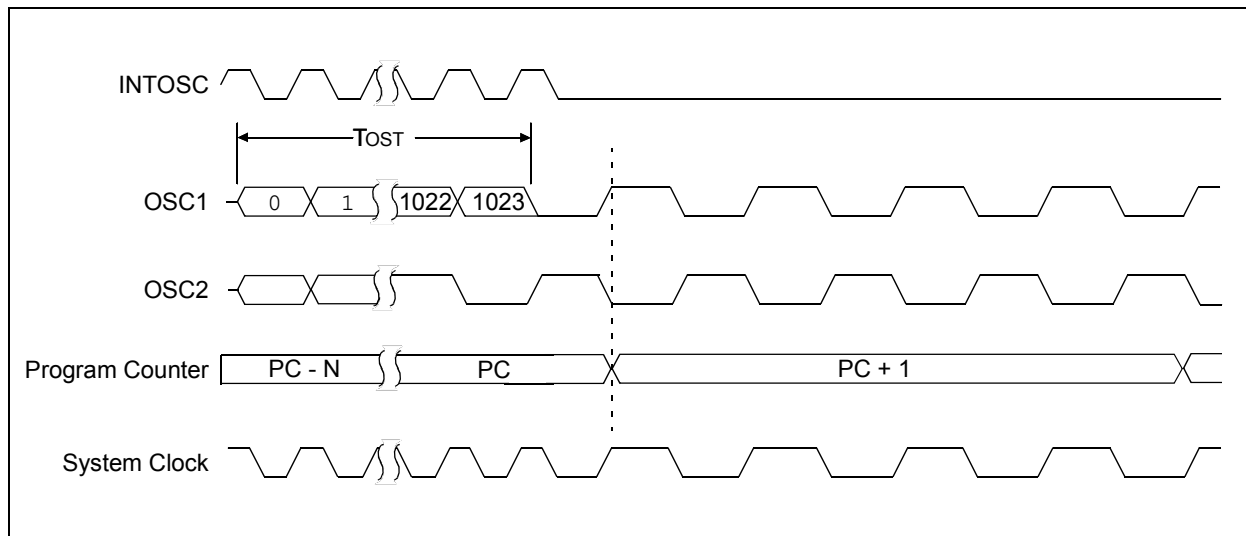 INTOSC
TOST
OSC1 0 1 1022 1023
OSC2
Program Counter PC - N PC PC + 1
System Clock